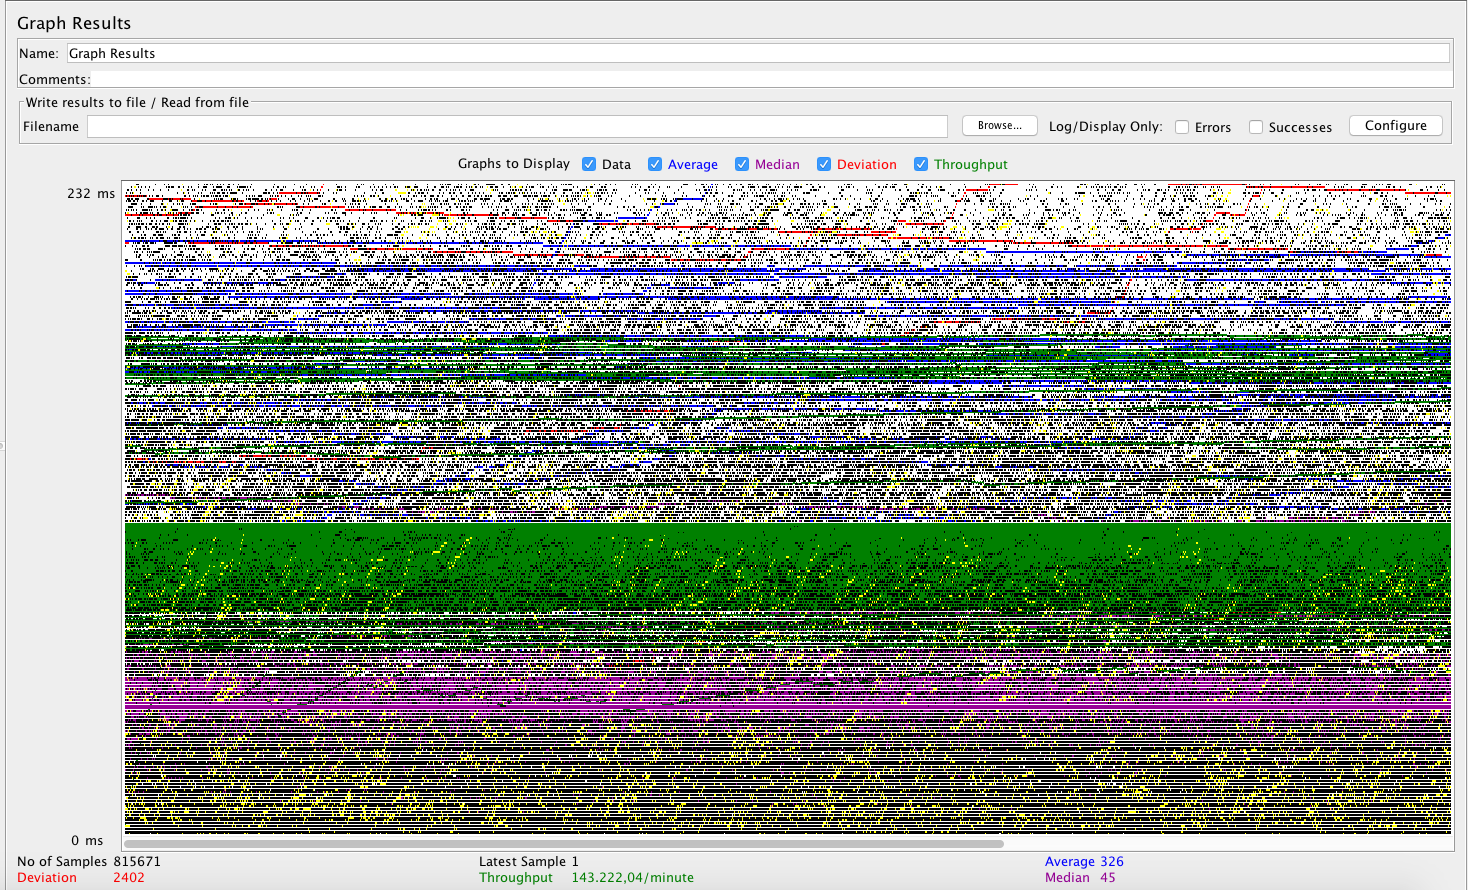 Graph Results
Name: Graph Results
Comments:
Write results to file / Read from file
Filename Browse... Log/Display Only: Errors Successes Configure
Graphs to Display Data Average Median Deviation Throughput
232 ms
0 ms
No of Samples 815671 Latest Sample 1 Average 326
Deviation 2402 Throughput 143.222,04/minute Median 45